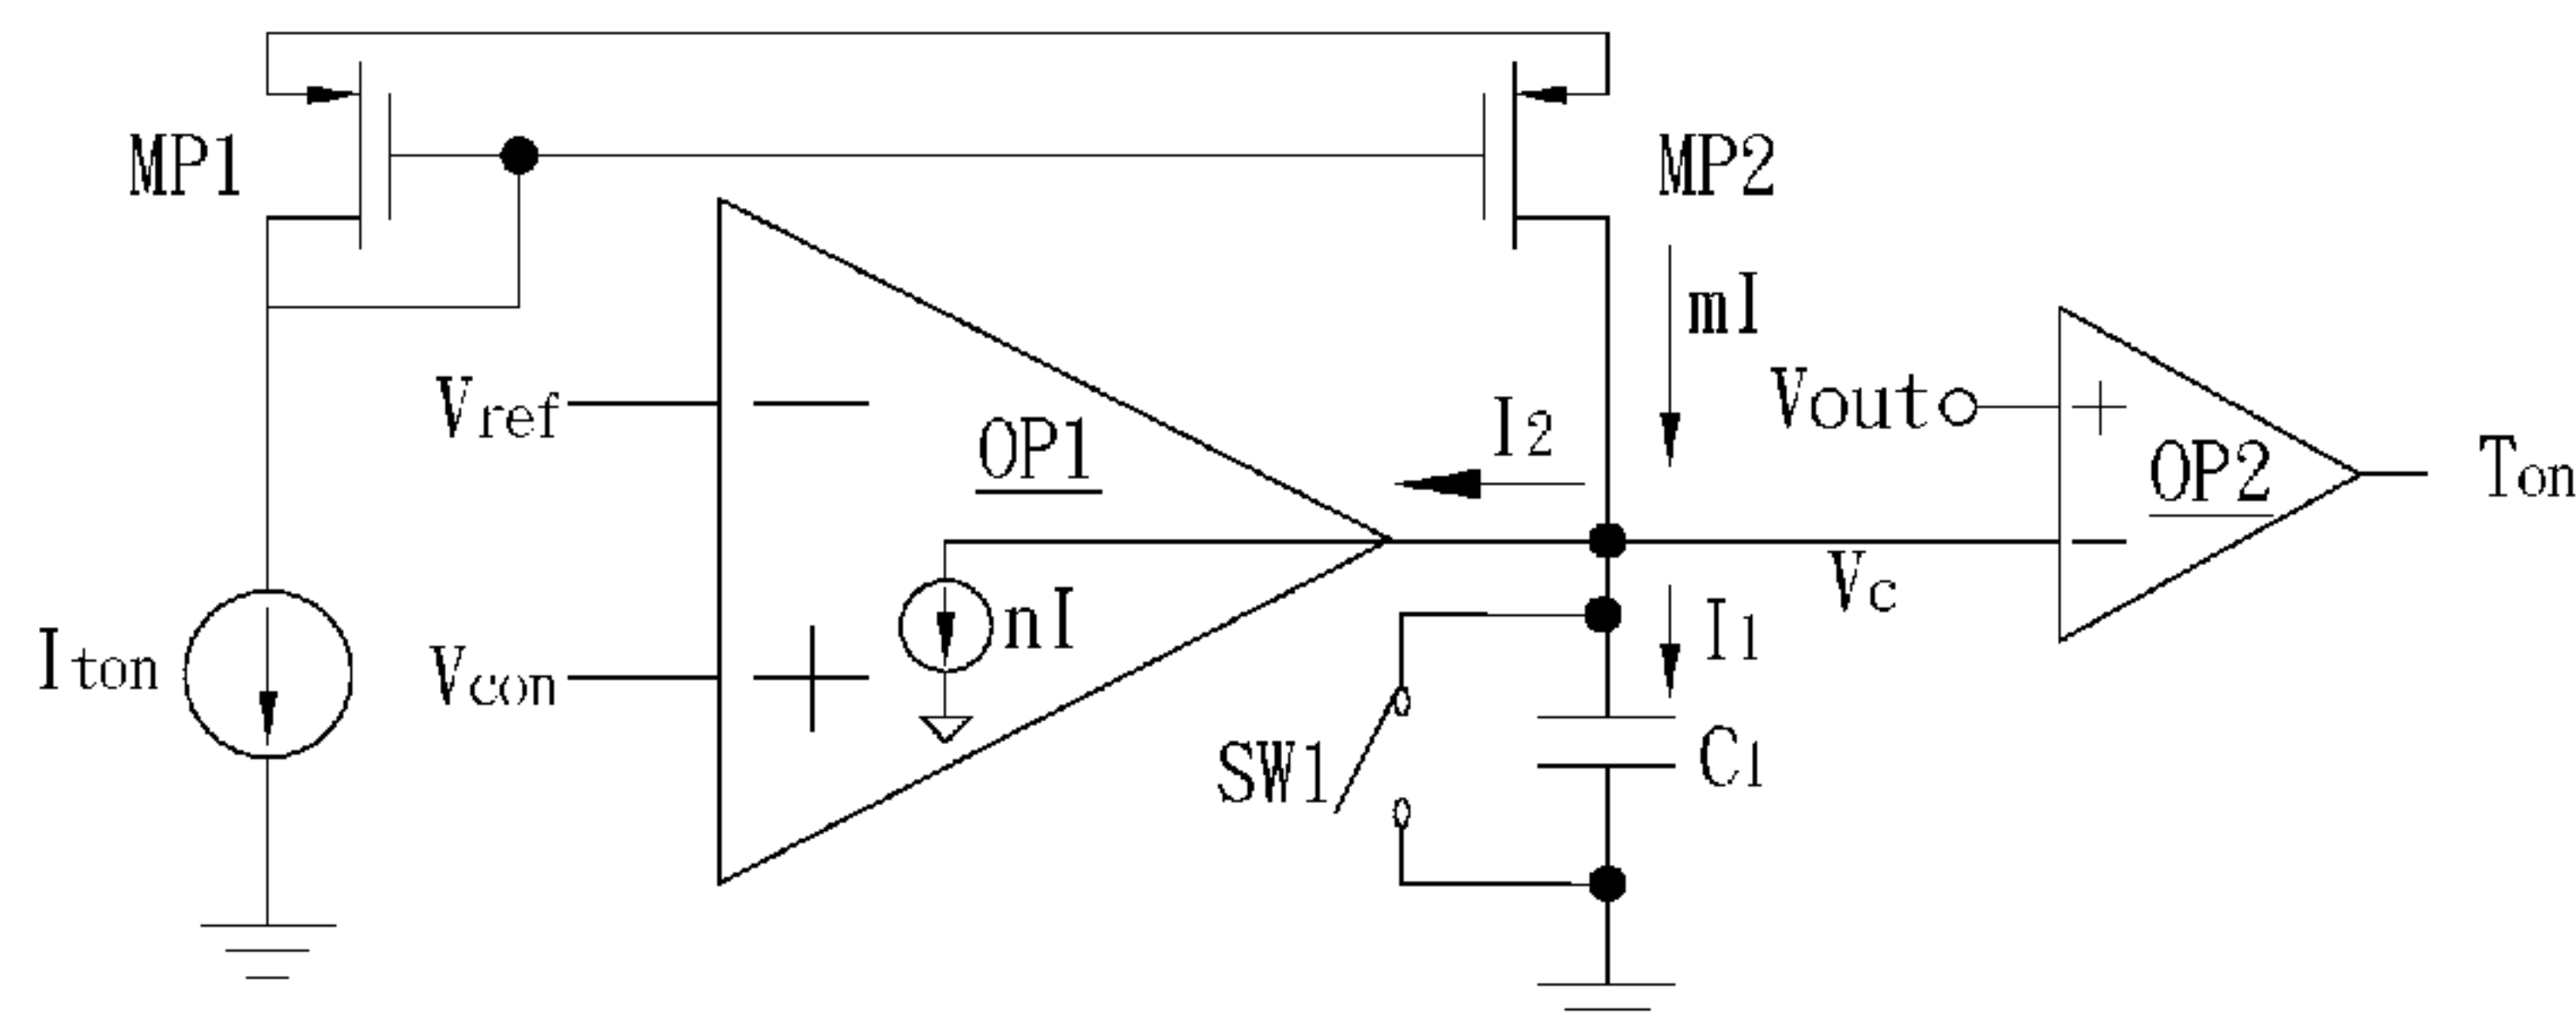 MP1
MP2
mI
Vref
OP1
I2
Vout
OP2
Ton
Vcon
nI
Vc
I1
Iton
SW1
C1